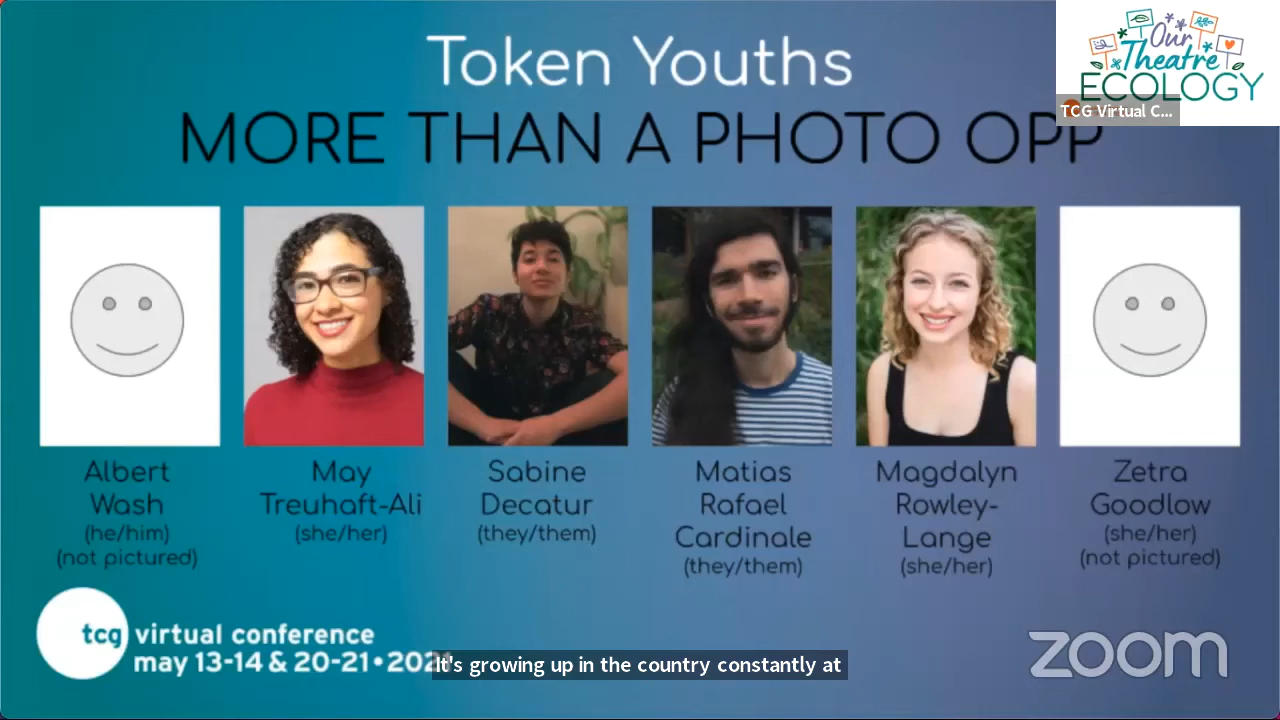 Token Youths
MORE THAN A PHOTO OPP
Our
Theatre
ECOLOGY
TCG Virtual C...
Albert
Wash
(he/him)
(not pictured)
May
Treuhaft-Ali
(she/her)
Sabine
Decatur
(they/them)
Matias
Rafael
Cardinale
(they/them)
Magdalyn
Rowley-
Lange
(she/her)
Zetra
Goodlow
(she/her)
(not pictured)
tcg virtual conference
may 13-14 & 20-21 • 202
It's growing up in the country constantly at
zoom